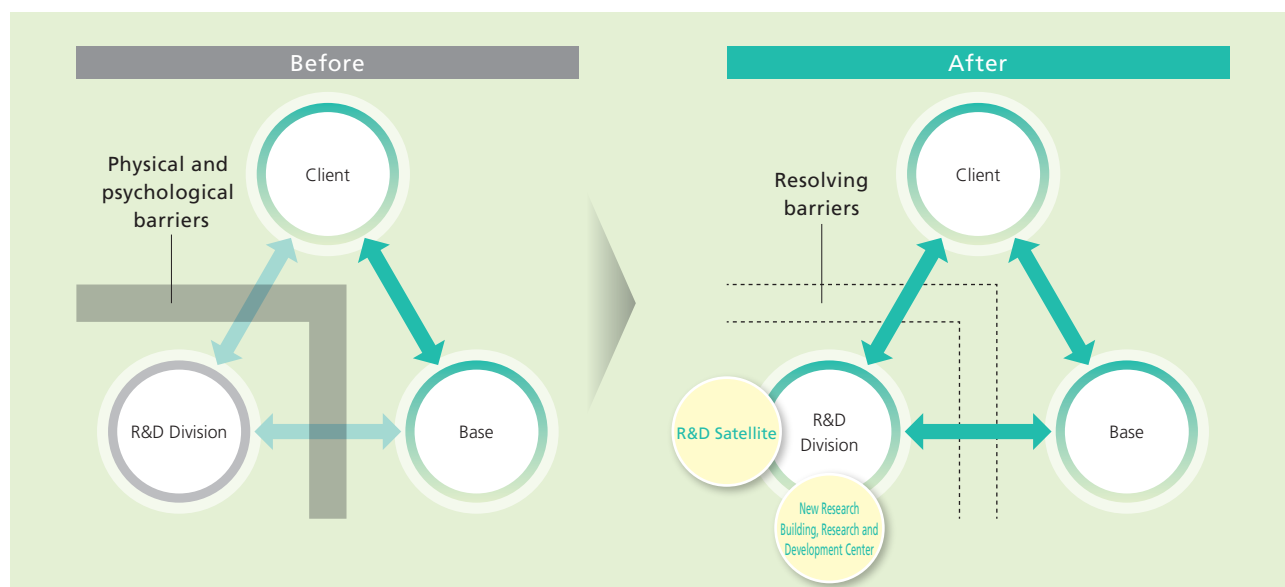 Before
Client
Physical and
psychological
barriers
R&D Division
Base
After
Client
Resolving
barriers
R&D Satellite
R&D
Division
Base
New Research
Building, Research and
Development Center